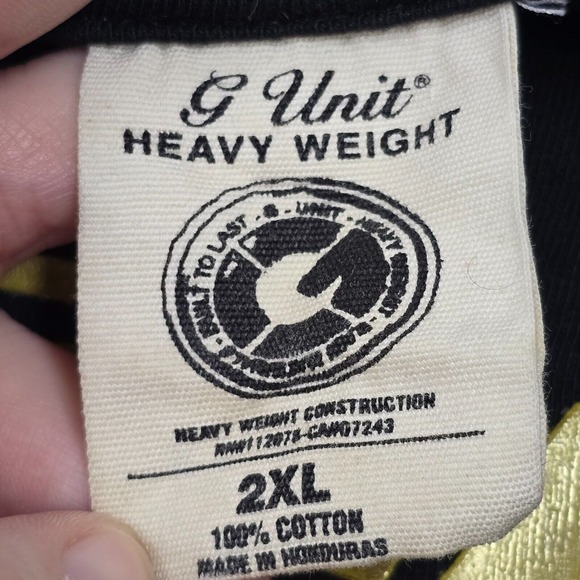 G Unit®
HEAVY WEIGHT
BUILT TO LAST - G - UNIT - HEAVY WEIGHT
HEAVY WEIGHT CONSTRUCTION
RN#112078-CA#07243
2XL
100% COTTON
MADE IN HONDURAS